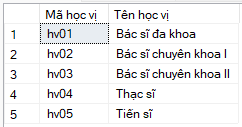 Mã học vị Tên học vị
1 hv01 Bác sĩ đa khoa
2 hv02 Bác sĩ chuyên khoa I
3 hv03 Bác sĩ chuyên khoa II
4 hv04 Thạc sĩ
5 hv05 Tiến sĩ